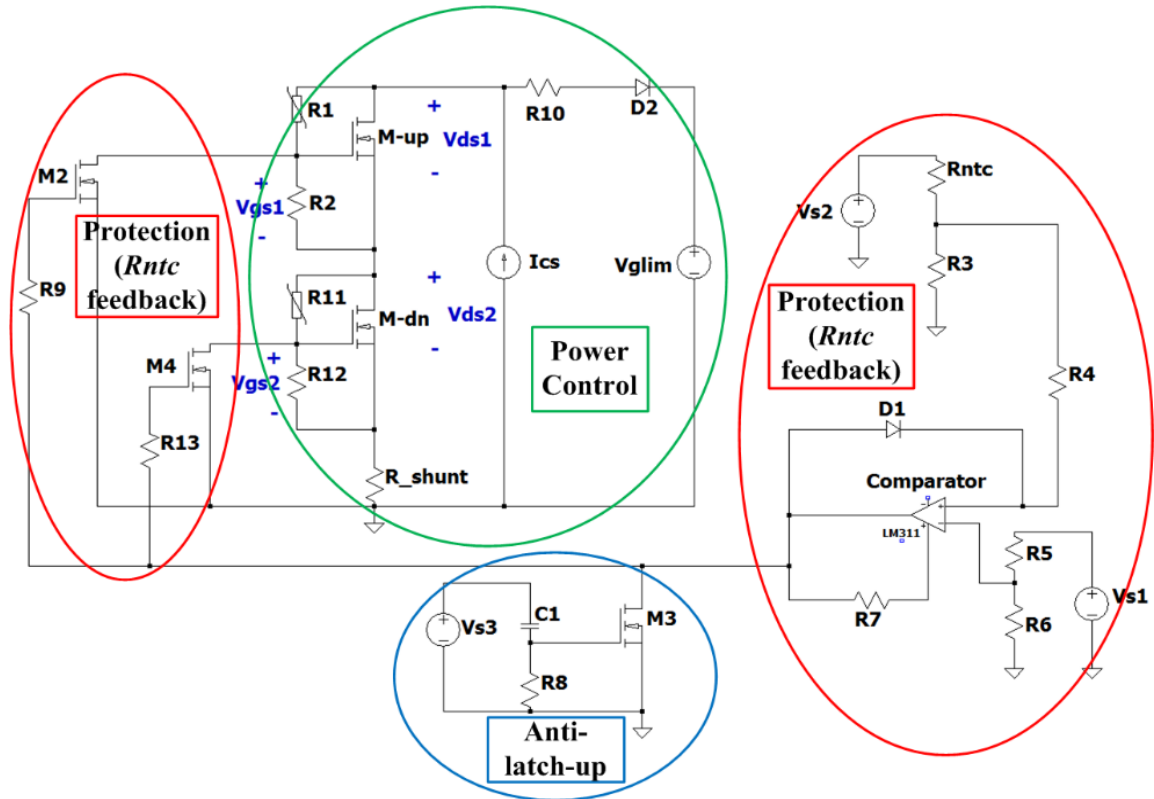 R1
M-up
+
Vds1
-
R10
D2
M2
+
Vgs1
-
R2
Rntc
Vs2
Protection
(Rntc
feedback)
R9
Ics
Vglim
R3
R11
M-dn
+
Vds2
-
Protection
(Rntc
feedback)
M4
+
Vgs2
-
R12
Power
Control
R4
R13
D1
R_shunt
Comparator
LM311
R5
R6
Vs1
R7
Vs3
C1
M3
R8
Anti-
latch-up